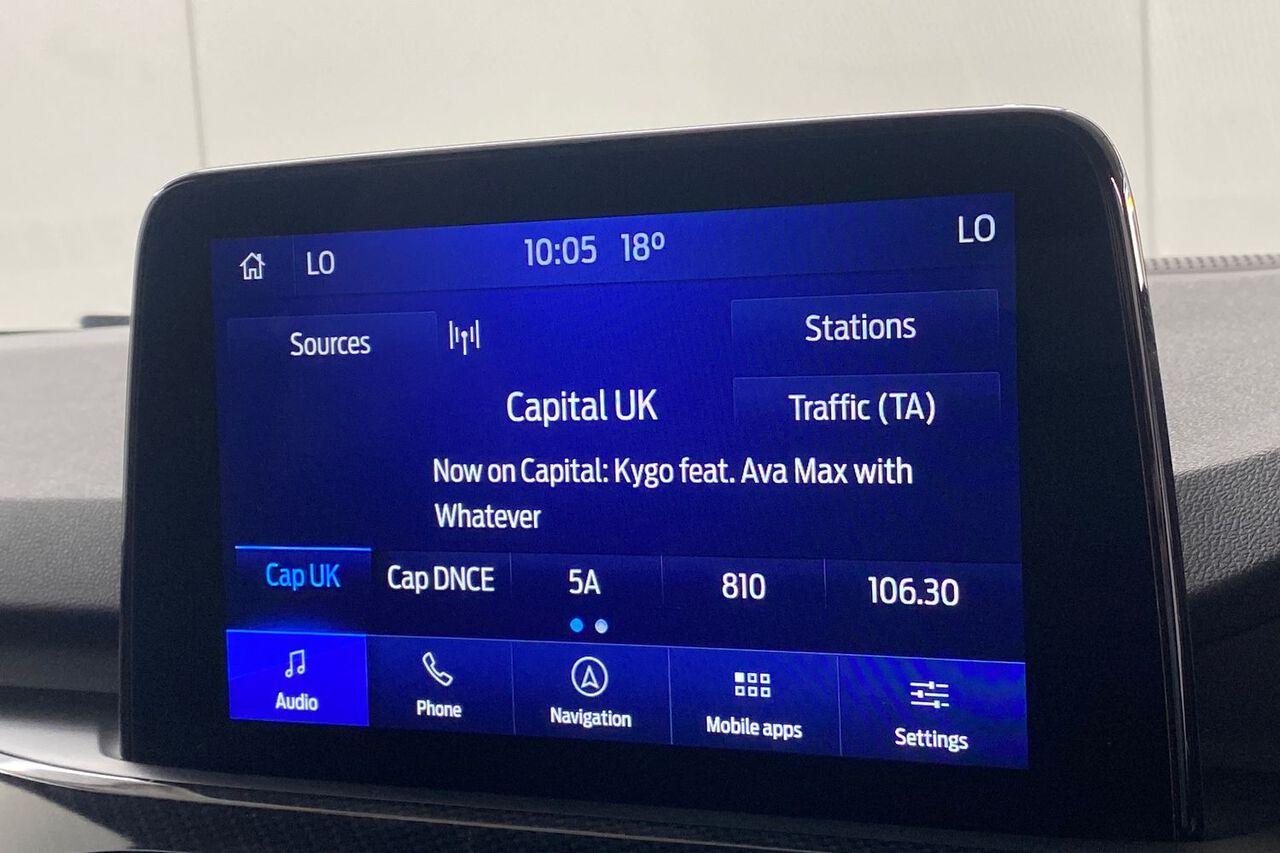 LO 10:05 18° LO
Sources Stations
Capital UK Traffic (TA)
Now on Capital: Kygo feat. Ava Max with
Whatever
Cap UK Cap DNCE 5A 810 106.30
Audio Phone Navigation Mobile apps Settings